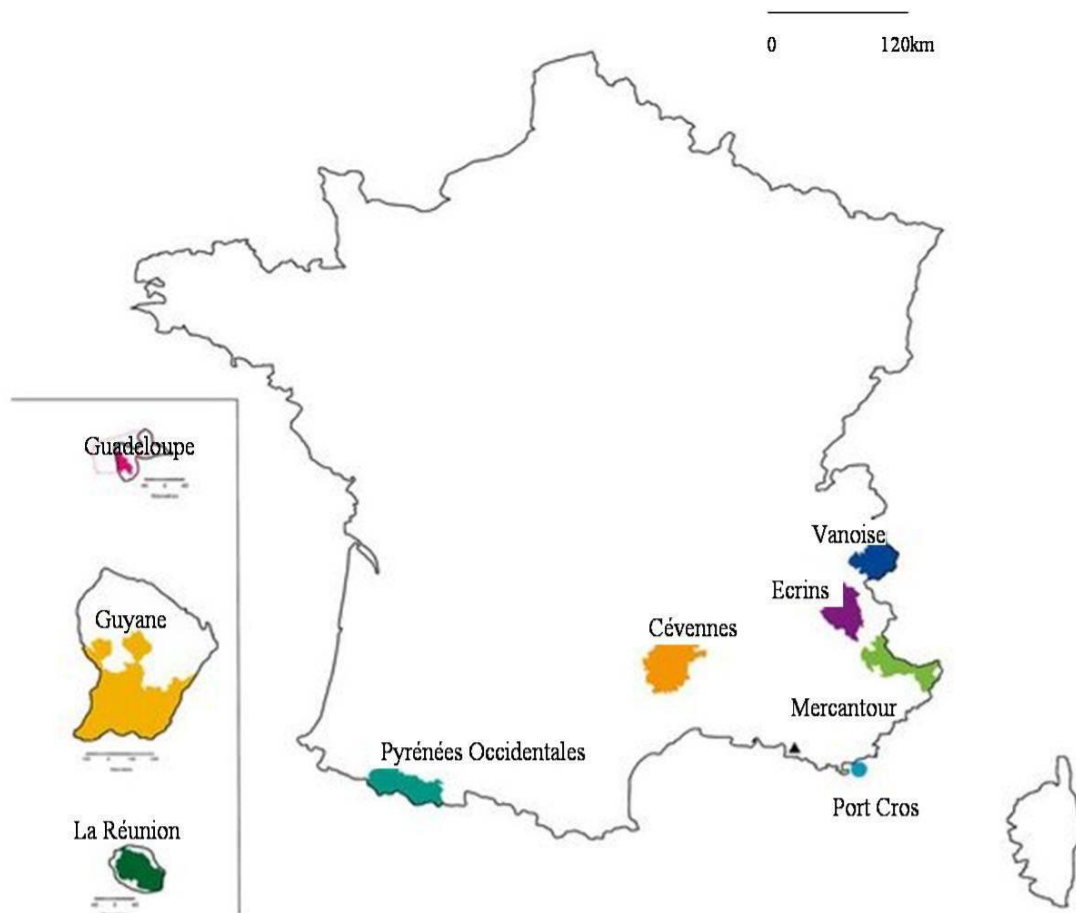 0 120km
Guadeloupe
Vanoise
Ecrins
Guyane
Cévennes
Mercantour
Pyrénées Occidentales
Port Cros
La Réunion